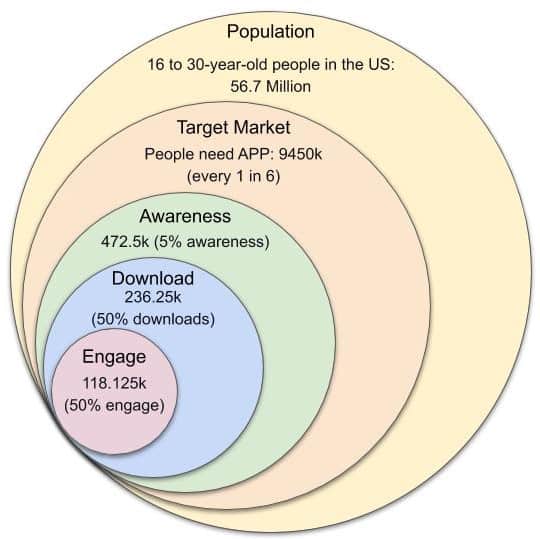 Population
16 to 30-year-old people in the US:
56.7 Million
Target Market
People need APP: 9450k
(every 1 in 6)
Awareness
472.5k (5% awareness)
Download
236.25k
(50% downloads)
Engage
118.125k
(50% engage)